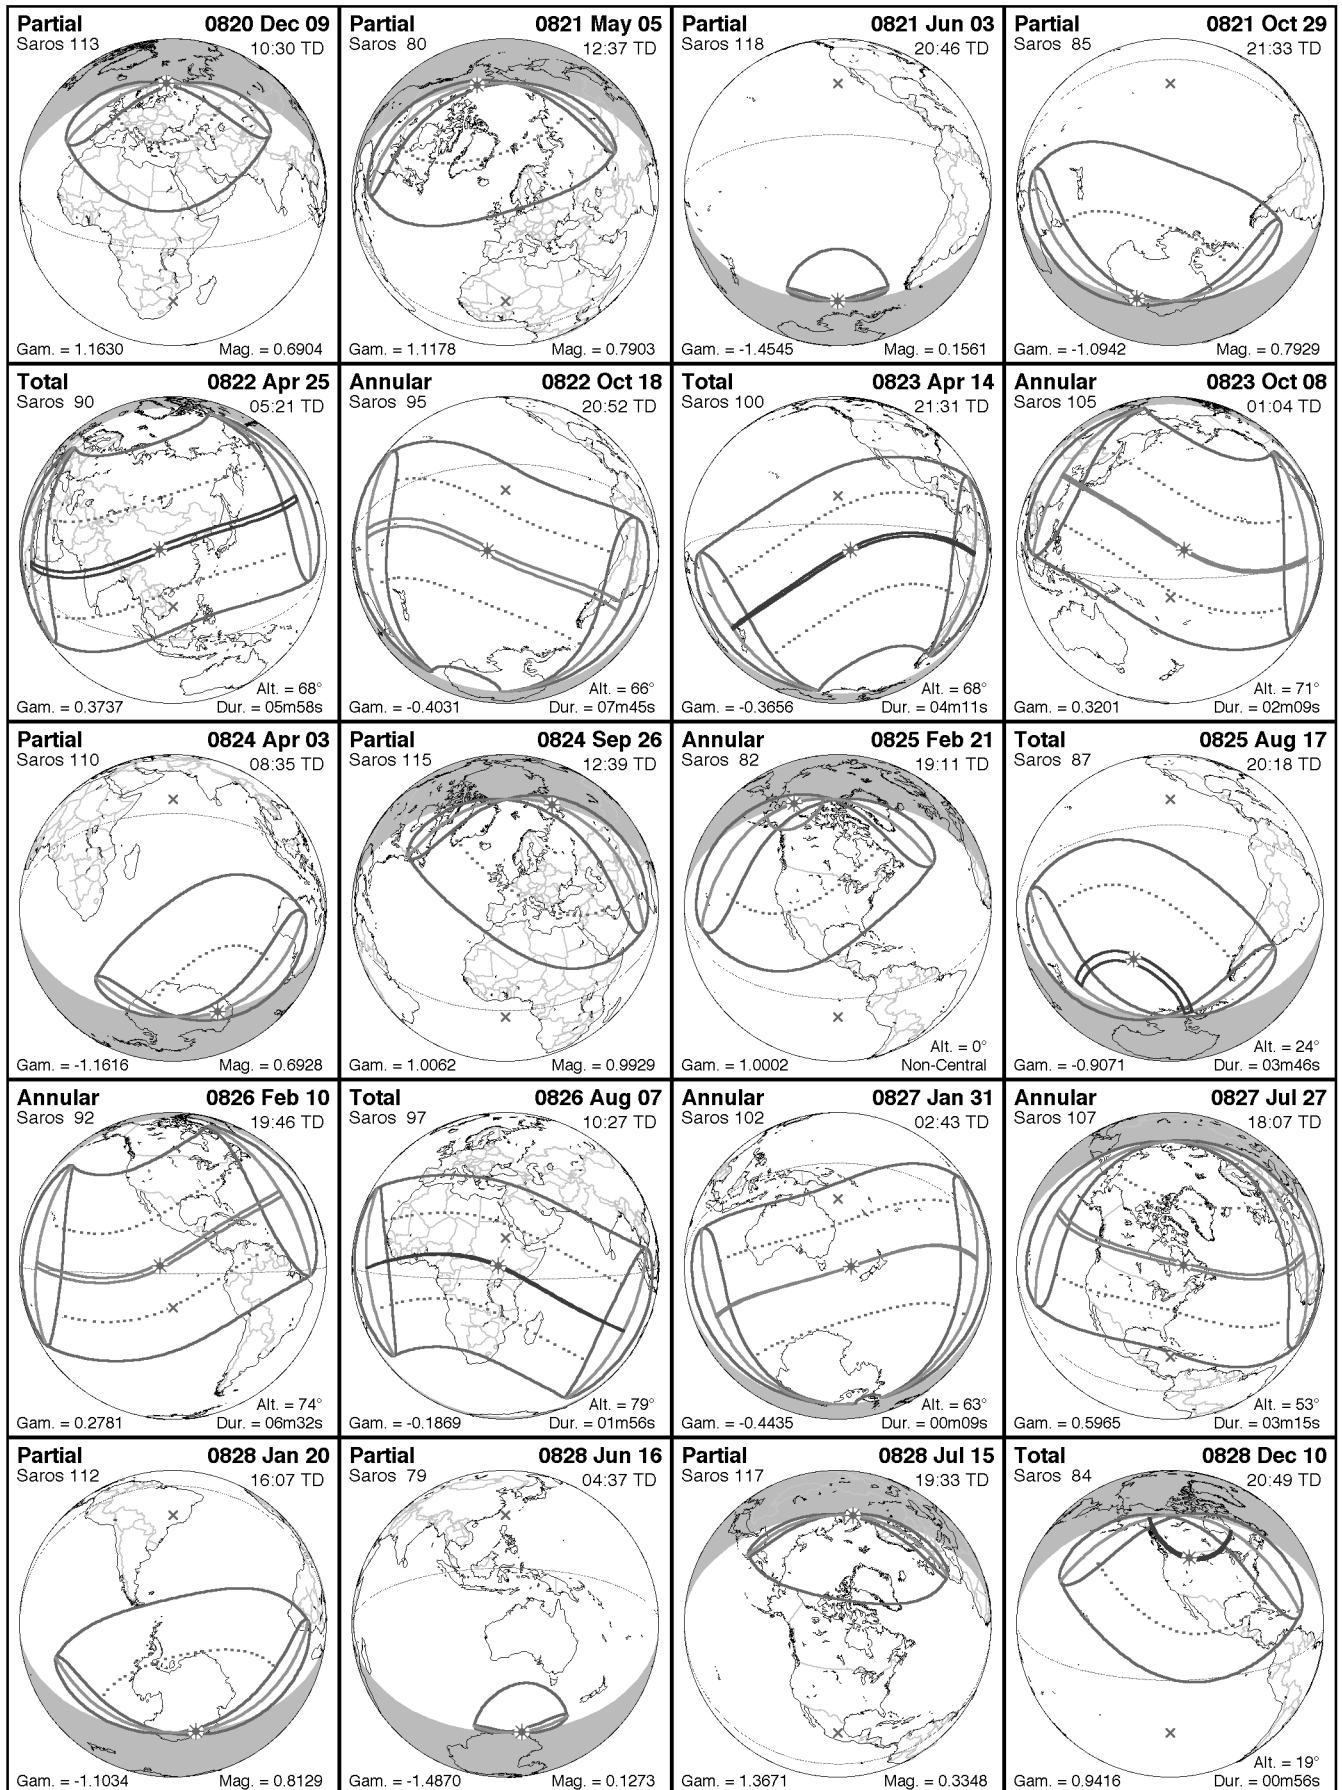 Partial 0820 Dec 09
Saros 113 10:30 TD
Gam. = 1.1630 Mag. = 0.6904
Partial 0821 May 05
Saros 80 12:37 TD
Gam. = 1.1178 Mag. = 0.7903
Partial 0821 Jun 03
Saros 118 20:46 TD
Gam. = -1.4545 Mag. = 0.1561
Partial 0821 Oct 29
Saros 85 21:33 TD
Gam. = -1.0942 Mag. = 0.7929
Total 0822 Apr 25
Saros 90 05:21 TD
Alt. = 68°
Gam. = 0.3737 Dur. = 05m58s
Annular 0822 Oct 18
Saros 95 20:52 TD
Alt. = 66°
Gam. = -0.4031 Dur. = 07m45s
Total 0823 Apr 14
Saros 100 21:31 TD
Alt. = 68°
Gam. = -0.3656 Dur. = 04m11s
Annular 0823 Oct 08
Saros 105 01:04 TD
Alt. = 71°
Gam. = 0.3201 Dur. = 02m09s
Partial 0824 Apr 03
Saros 110 08:35 TD
Gam. = -1.1616 Mag. = 0.6928
Partial 0824 Sep 26
Saros 115 12:39 TD
Gam. = 1.0062 Mag. = 0.9929
Annular 0825 Feb 21
Saros 82 19:11 TD
Alt. = 0°
Gam. = 1.0002 Non-Central
Total 0825 Aug 17
Saros 87 20:18 TD
Alt. = 24°
Gam. = -0.9071 Dur. = 03m46s
Annular 0826 Feb 10
Saros 92 19:46 TD
Alt. = 74°
Gam. = 0.2781 Dur. = 06m32s
Total 0826 Aug 07
Saros 97 10:27 TD
Alt. = 79°
Gam. = -0.1869 Dur. = 01m56s
Annular 0827 Jan 31
Saros 102 02:43 TD
Alt. = 63°
Gam. = -0.4435 Dur. = 00m09s
Annular 0827 Jul 27
Saros 107 18:07 TD
Alt. = 53°
Gam. = 0.5965 Dur. = 03m15s
Partial 0828 Jan 20
Saros 112 16:07 TD
Gam. = -1.1034 Mag. = 0.8129
Partial 0828 Jun 16
Saros 79 04:37 TD
Gam. = -1.4870 Mag. = 0.1273
Partial 0828 Jul 15
Saros 117 19:33 TD
Gam. = 1.3671 Mag. = 0.3348
Total 0828 Dec 10
Saros 84 20:49 TD
Alt. = 19°
Gam. = 0.9416 Dur. = 00m56s